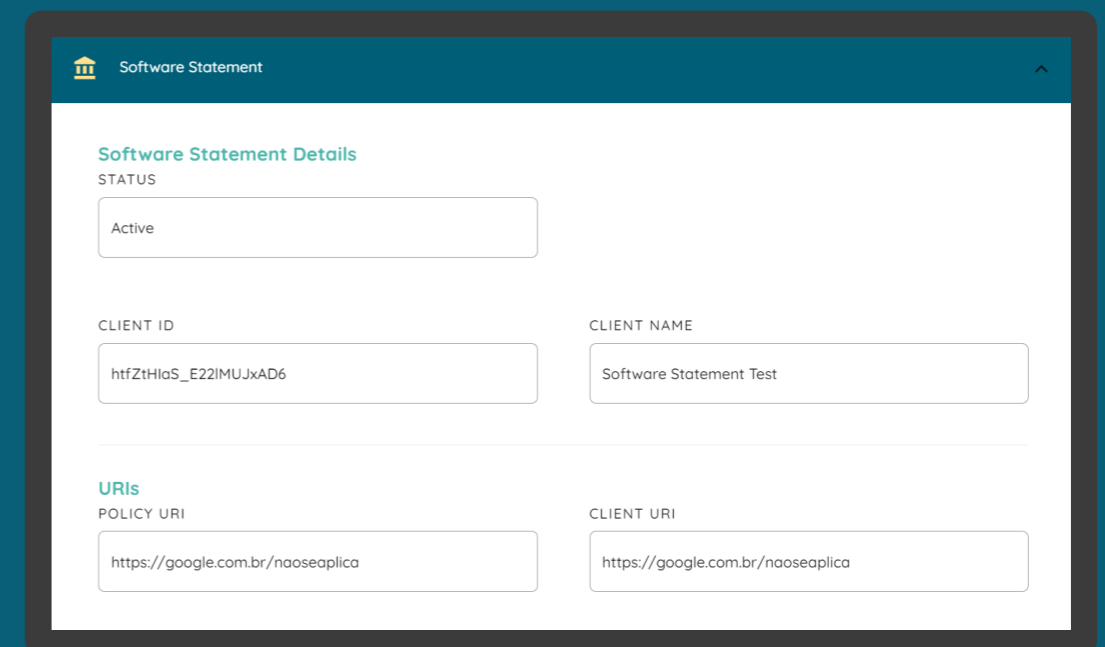 Software Statement
Software Statement Details
STATUS
Active
CLIENT ID
CLIENT NAME
htfZtHIaS_E22lMUJxAD6
Software Statement Test
URIs
POLICY URI
CLIENT URI
https://google.com.br/naoseaplica
https://google.com.br/naoseaplica